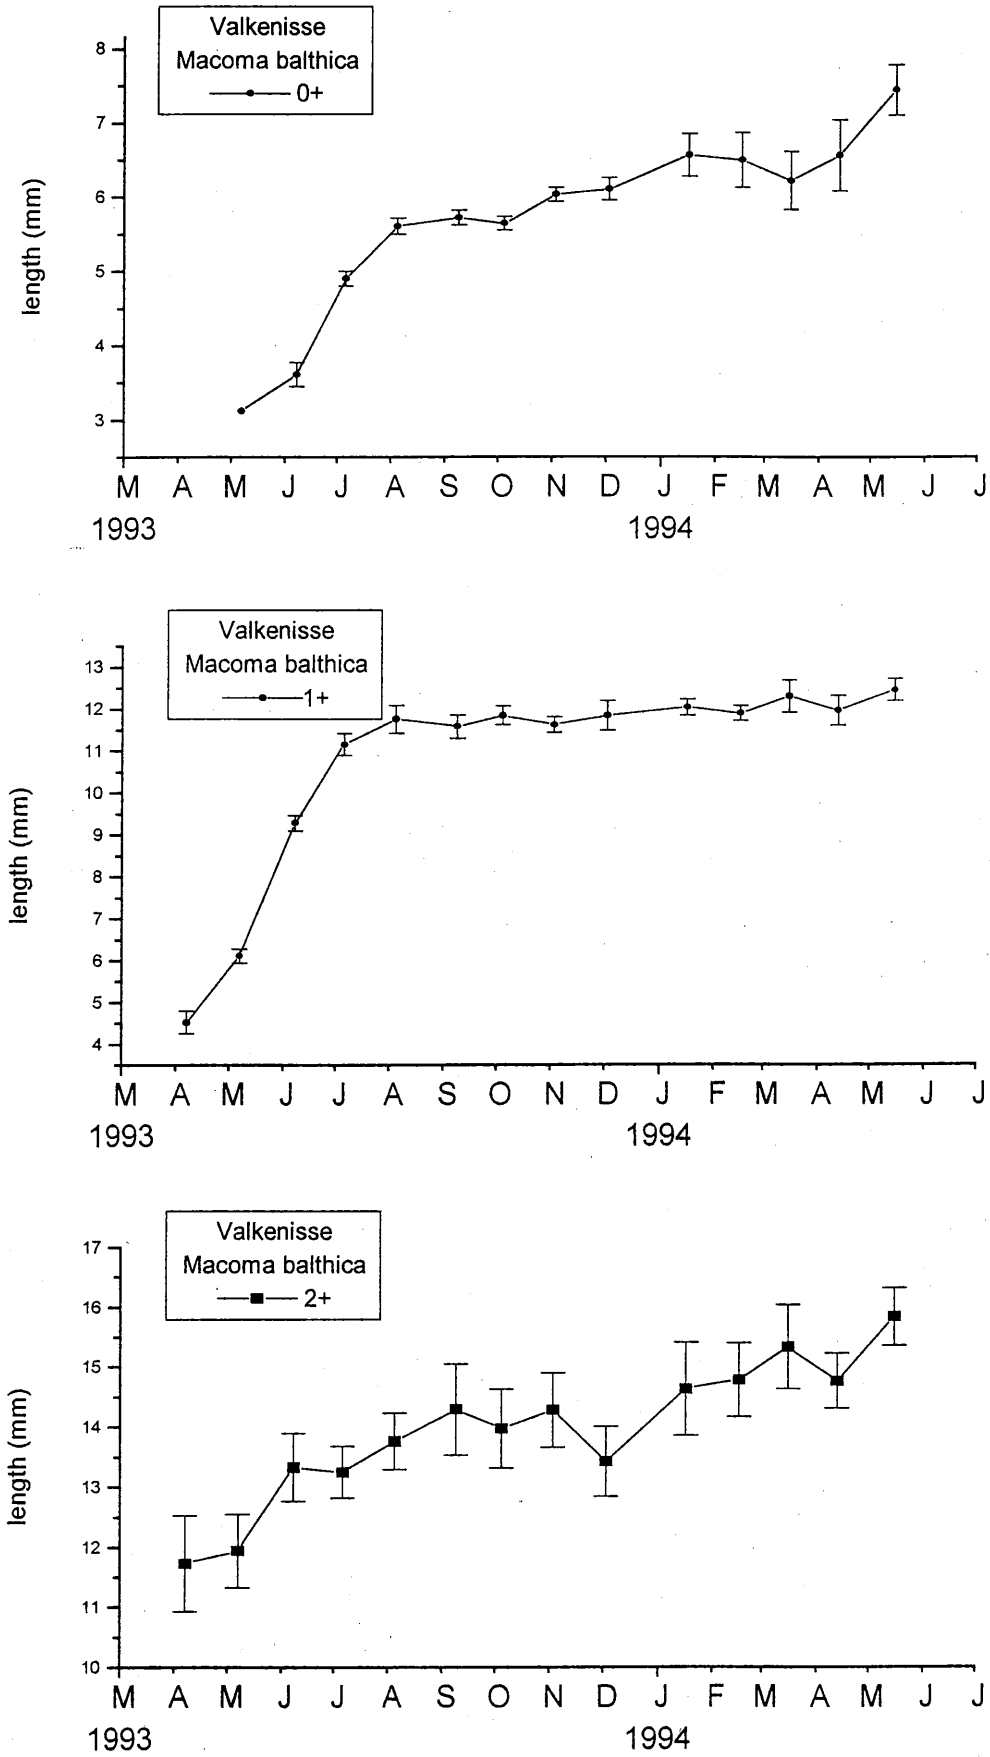 Valkenisse
Macoma balthica
0+
8
7
6
5
4
3
length (mm)
M A M J J A S O N D J F M A M J J
1993 1994
Valkenisse
Macoma balthica
1+
13
12
11
10
9
8
7
6
5
4
length (mm)
M A M J J A S O N D J F M A M J J
1993 1994
Valkenisse
Macoma balthica
2+
17
16
15
14
13
12
11
10
length (mm)
M A M J J A S O N D J F M A M J J
1993 1994